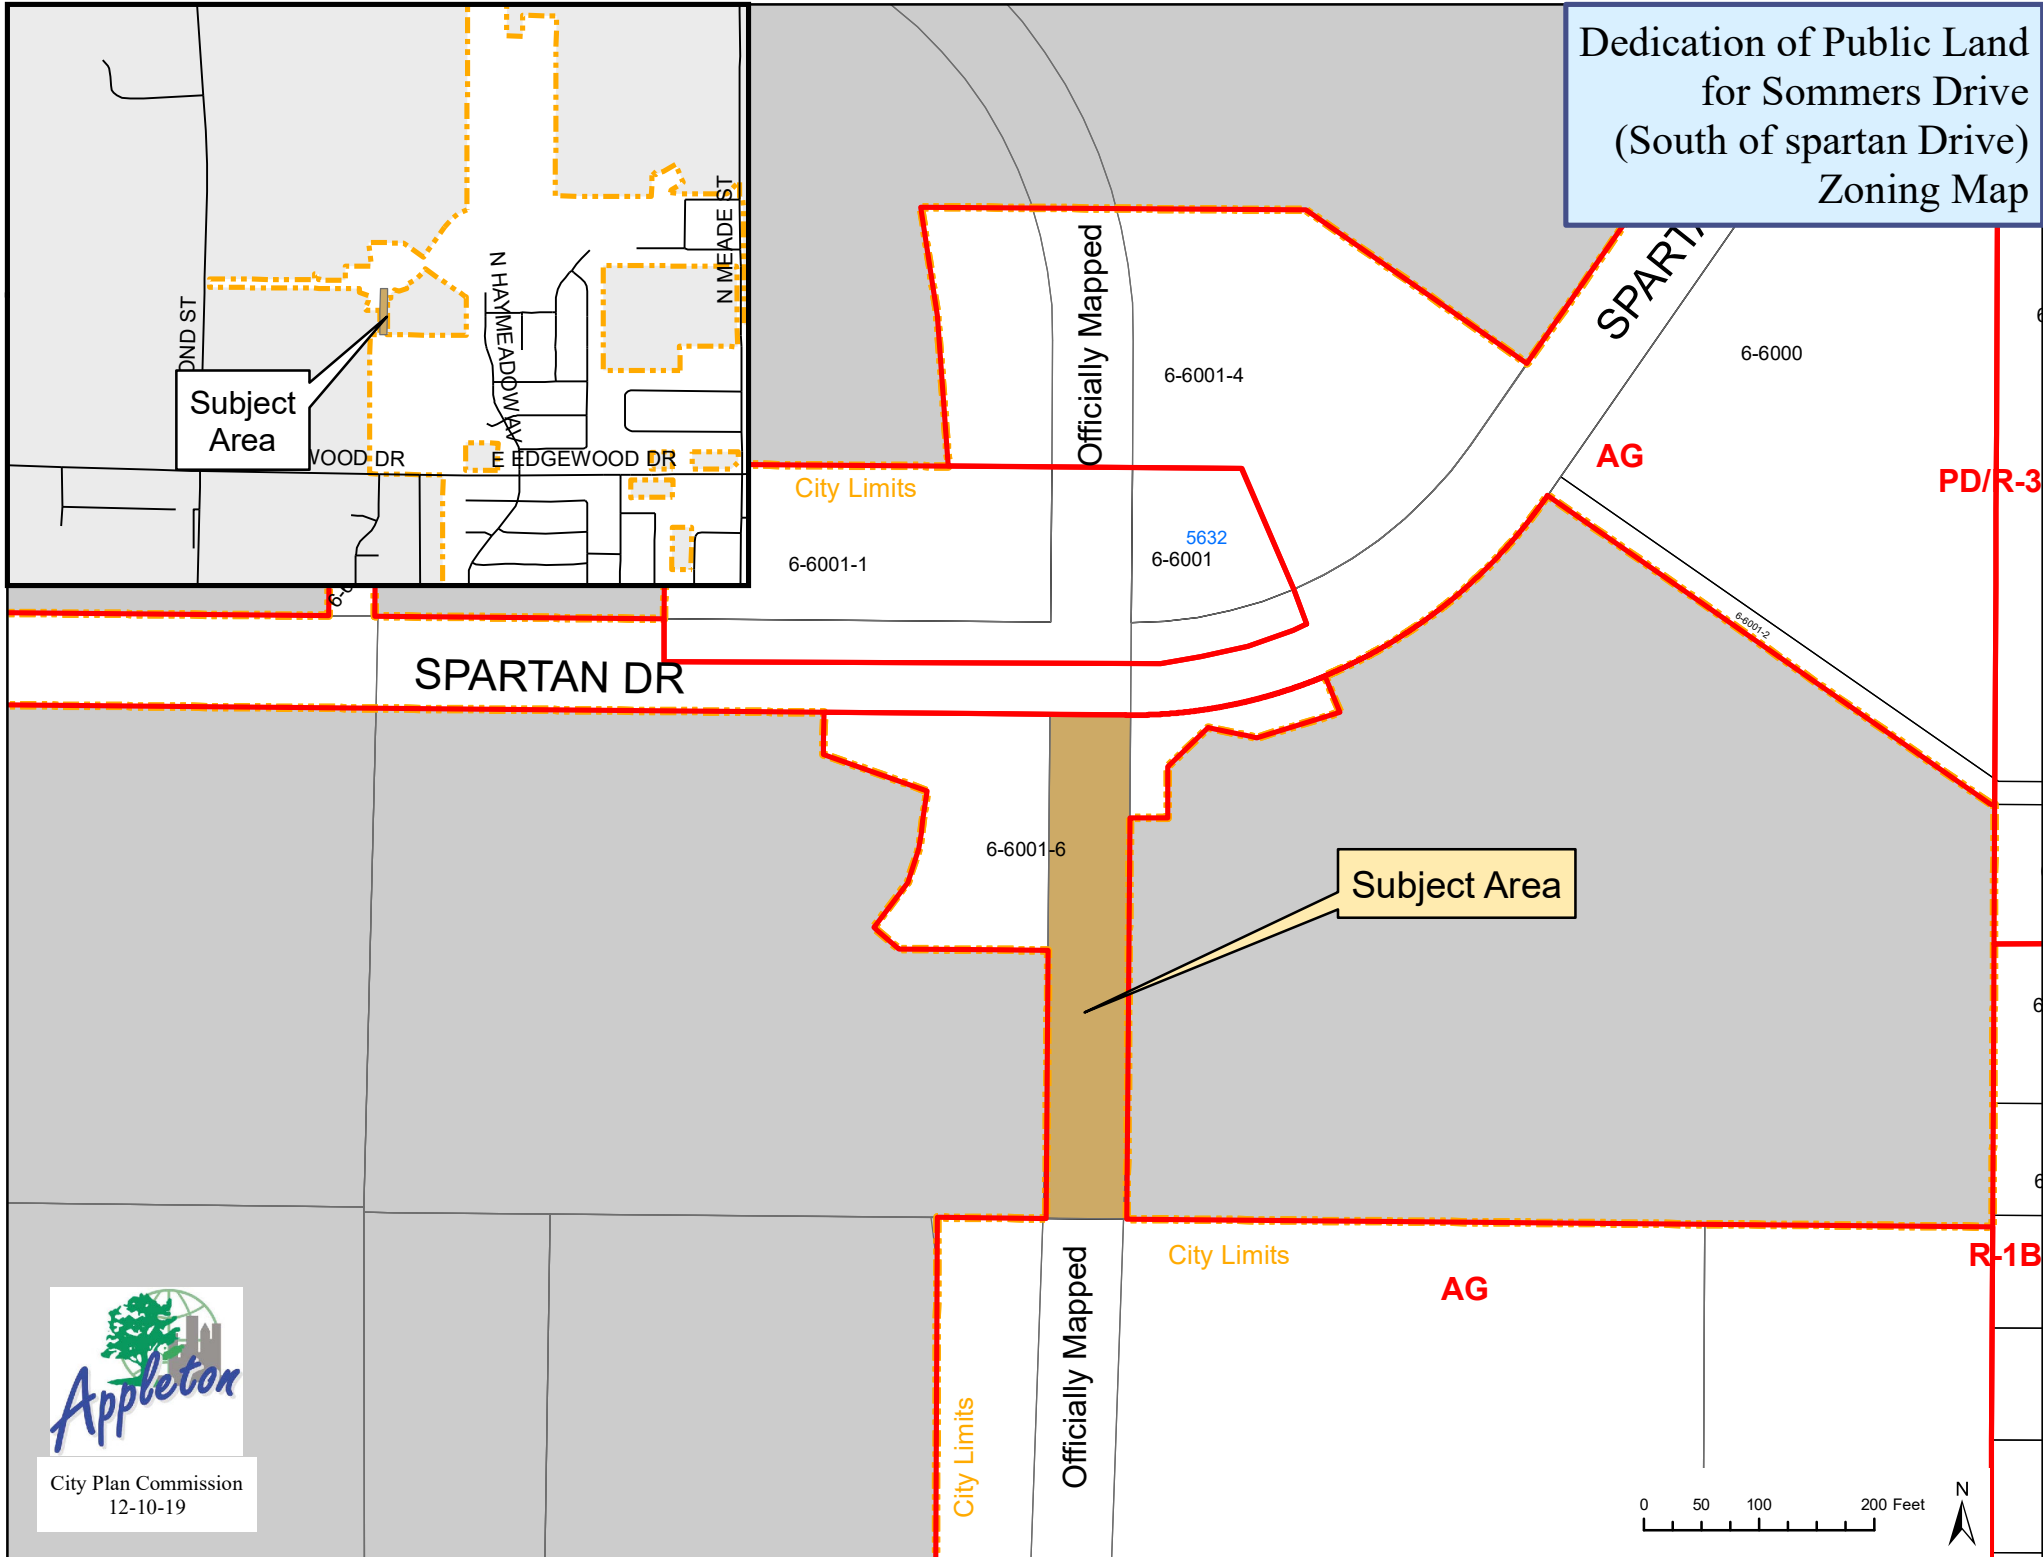 Dedication of Public Land
for Sommers Drive
(South of spartan Drive)
Zoning Map
N MEADE ST
N HAYMEADOW AV
OND ST
Subject
Area
WOOD DR
E EDGEWOOD DR
Officially Mapped
SPARTA
6-6000
6-6001-4
AG
PD/R-3
City Limits
5632
6-6001
6-6001-1
6-6001-2
SPARTAN DR
6-6001-6
Subject Area
City Limits
R-1B
AG
Officially Mapped
City Limits
Appleton
City Plan Commission
12-10-19
0 50 100 200 Feet
N